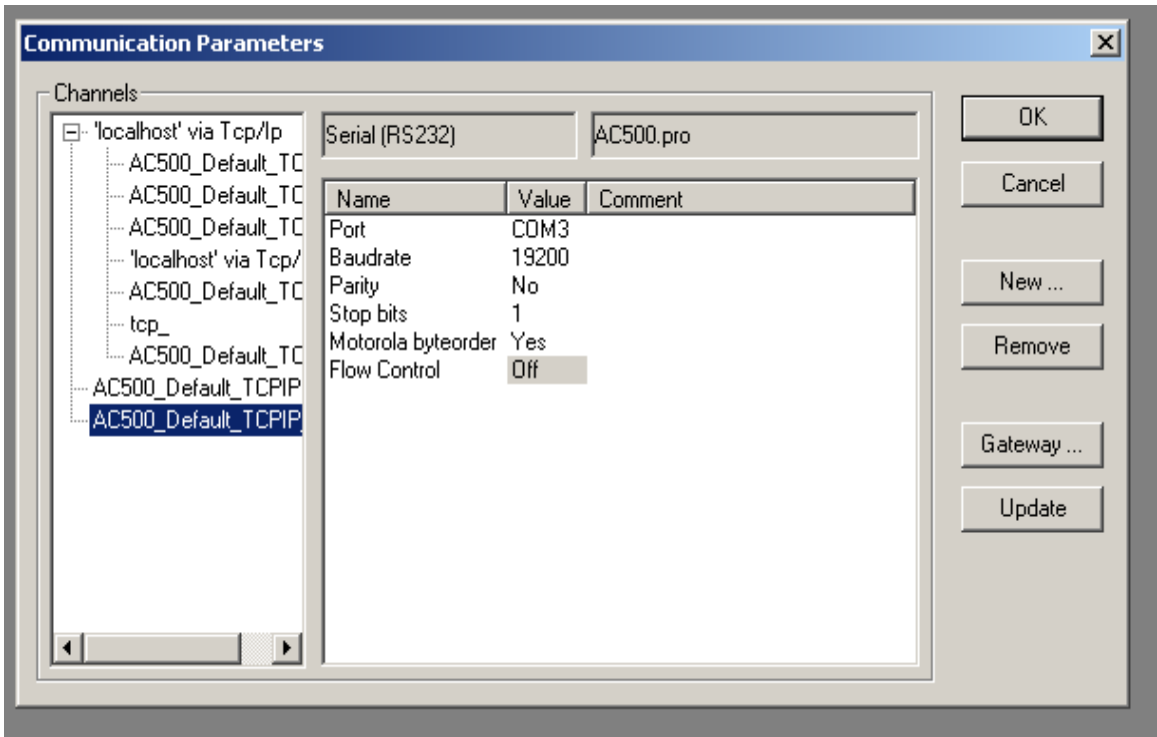 Communication Parameters
Channels
'localhost' via Tcp/Ip
AC500_Default_TC
AC500_Default_TC
AC500_Default_TC
'localhost' via Tcp/
AC500_Default_TC
tcp_
AC500_Default_TC
AC500_Default_TCPIP
AC500_Default_TCPIP_
Serial (RS232)
AC500.pro
Name Value Comment
Port COM3
Baudrate 19200
Parity No
Stop bits 1
Motorola byteorder Yes
Flow Control Off
OK
Cancel
New ...
Remove
Gateway ...
Update